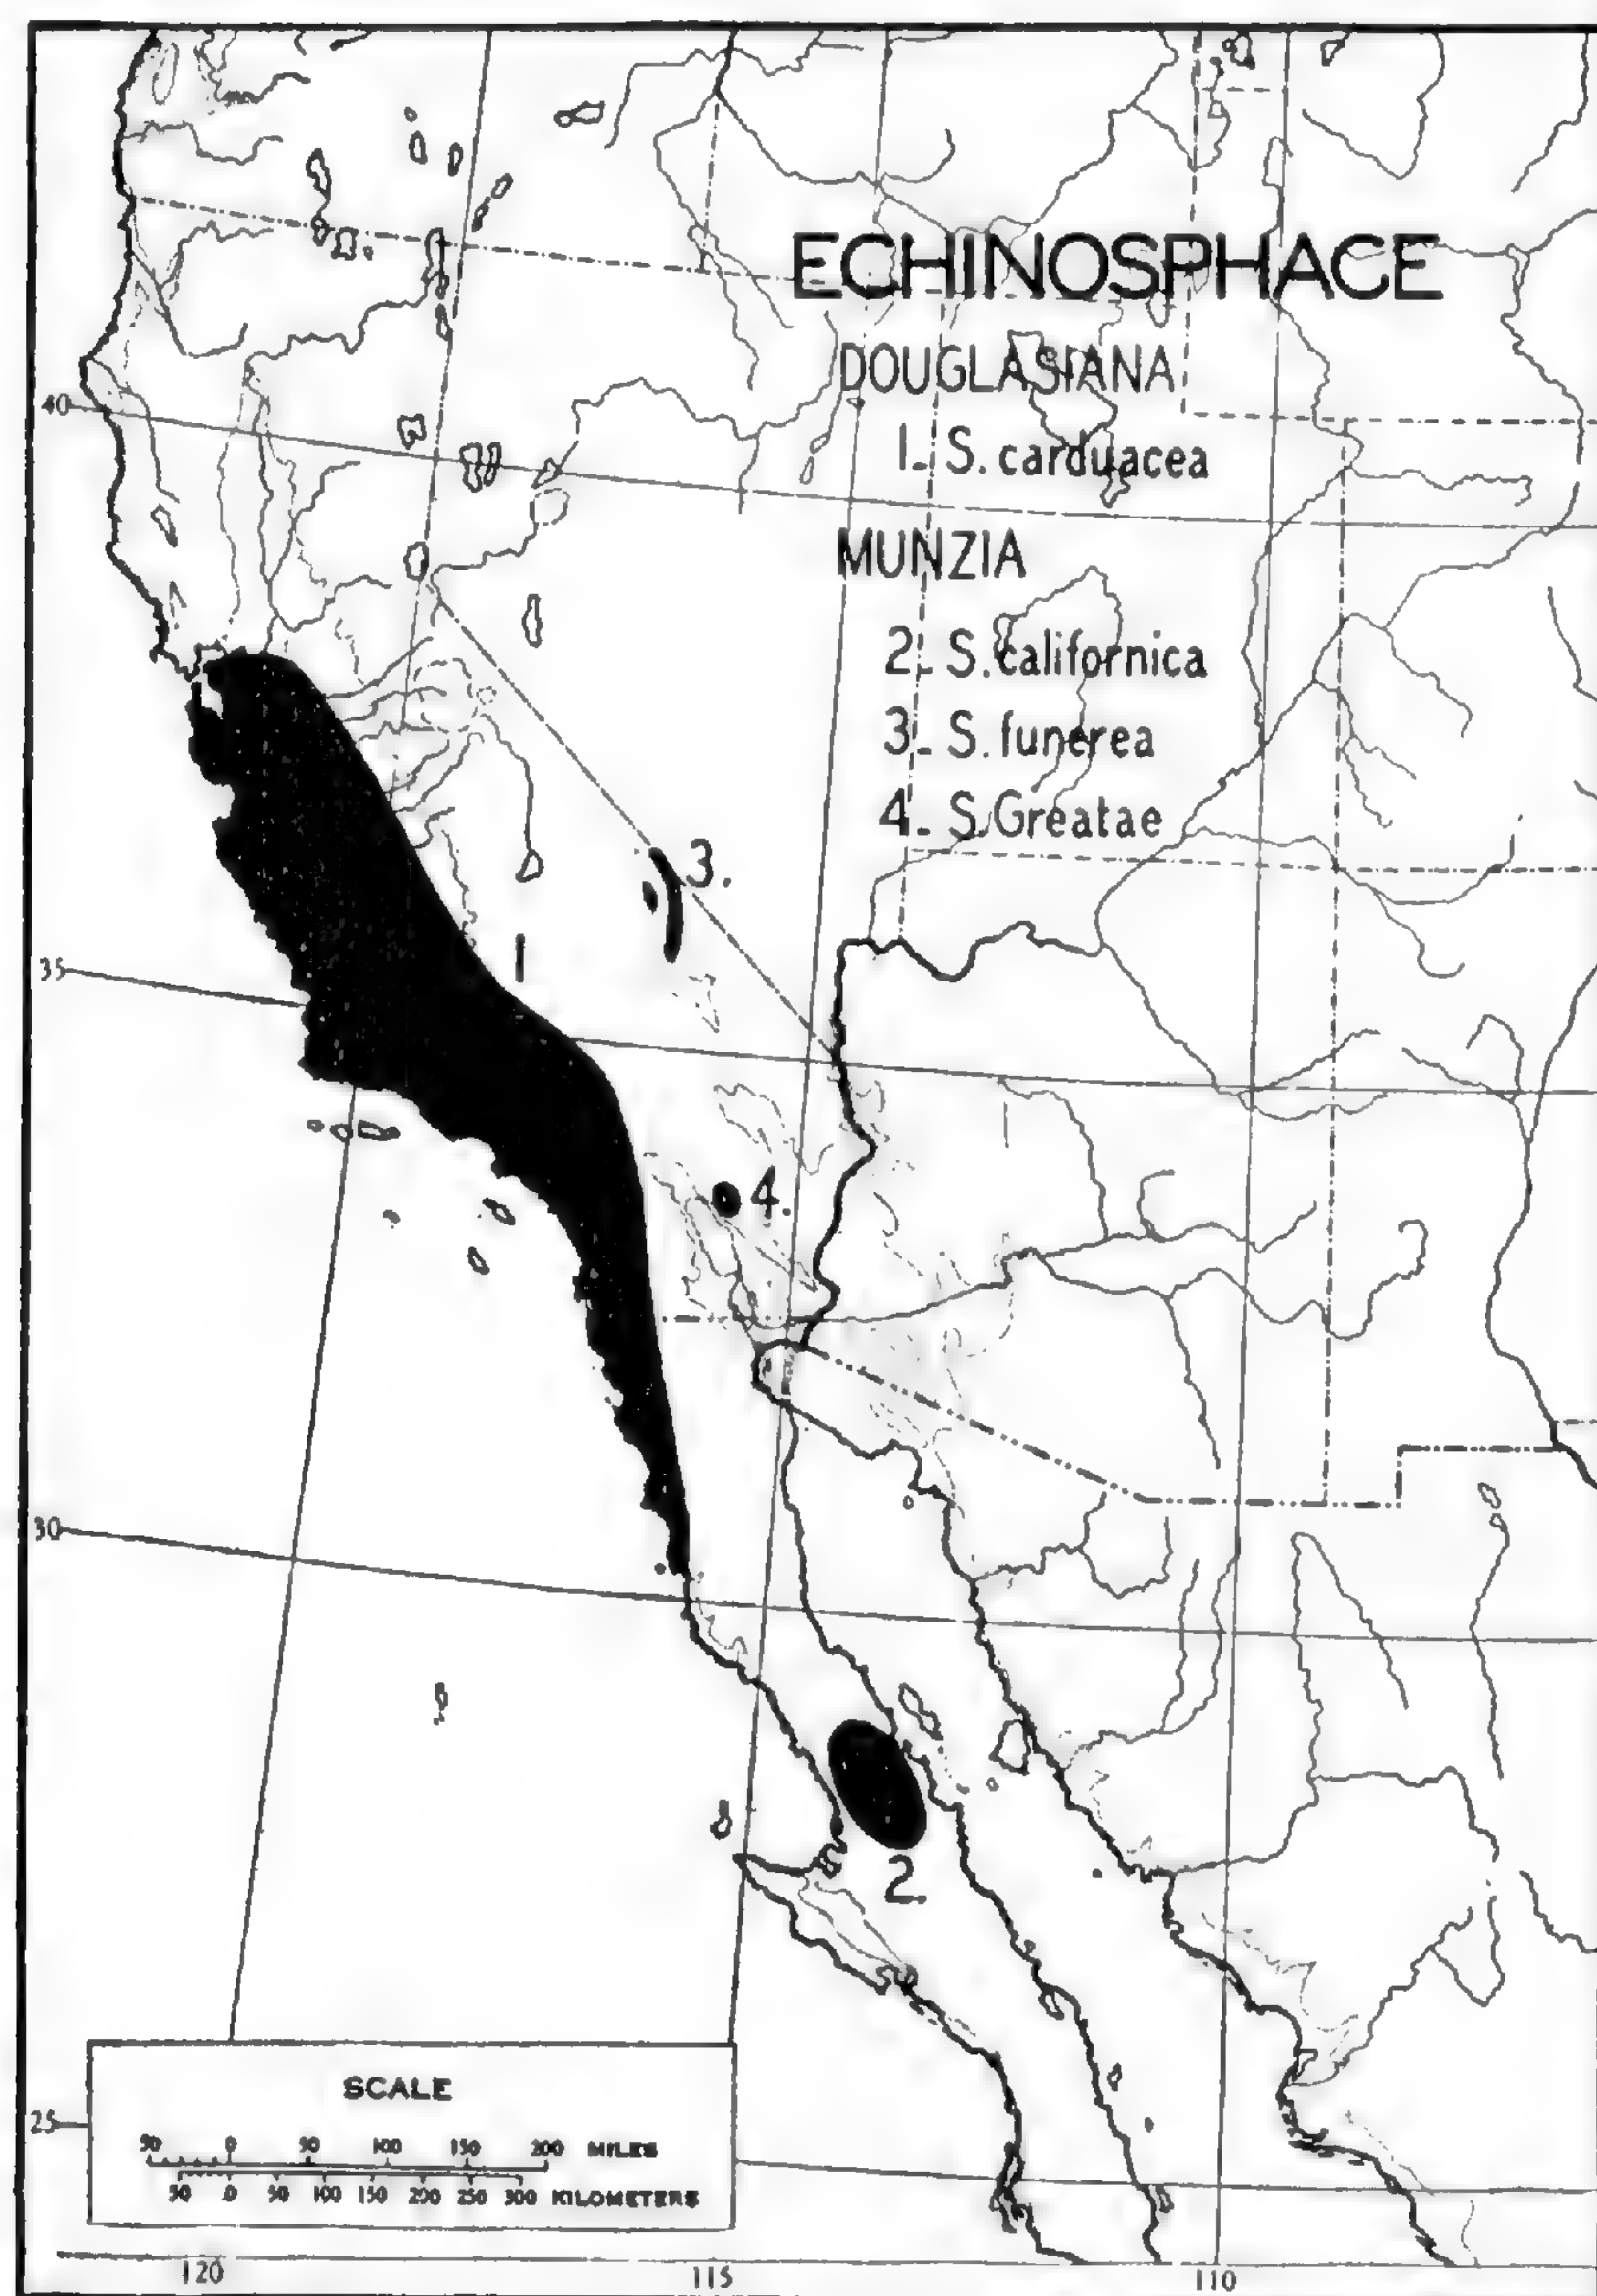 ECHINOSPHACE
DOUGLASIANA
1. S. carduacea
MUNZIA
2. S. californica
3. S. funerea
4. S. Greatae
40
3.
1
35
4.
30
2.
SCALE
50 0 50 100 150 200 MILES
50 0 50 100 150 200 250 300 KILOMETERS
25
120 115 110